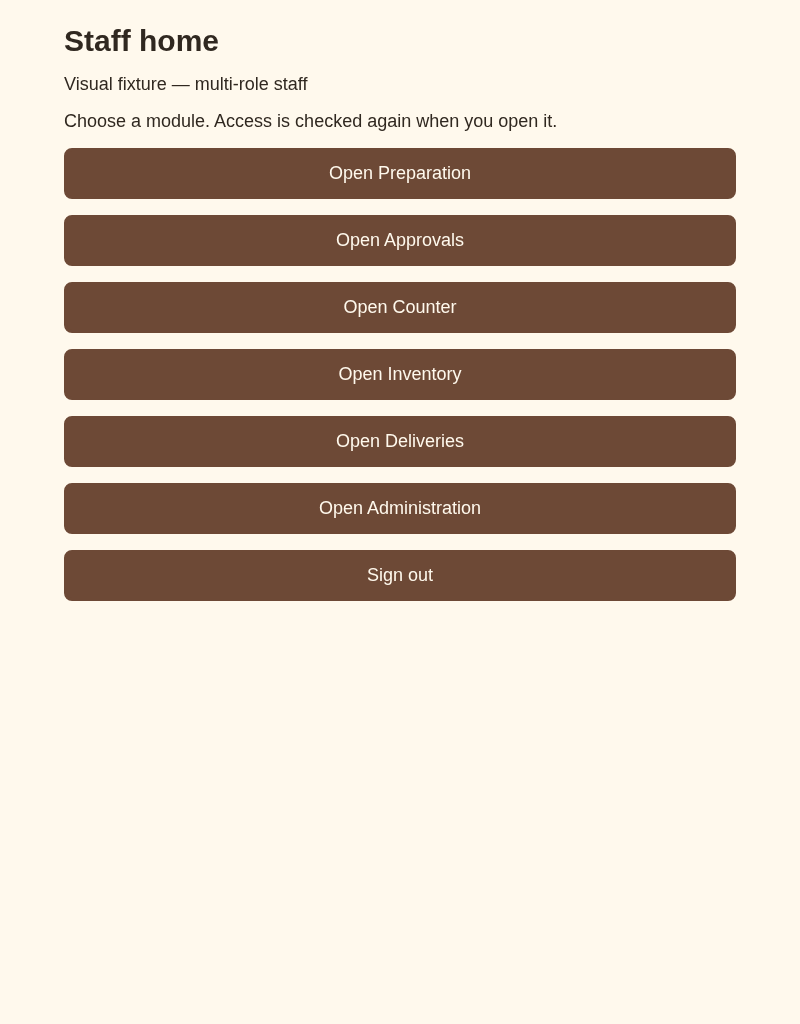 Staff home
Visual fixture — multi-role staff
Choose a module. Access is checked again when you open it.
Open Preparation
Open Approvals
Open Counter
Open Inventory
Open Deliveries
Open Administration
Sign out